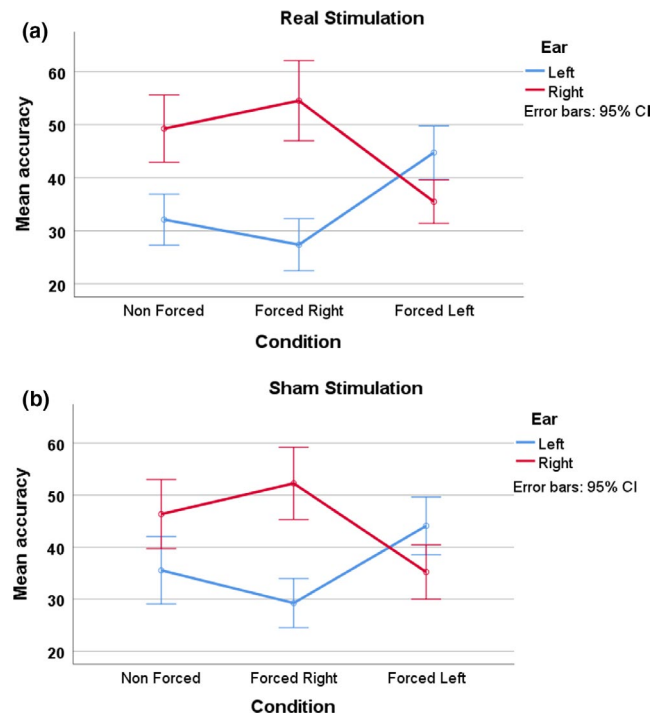 (a)
Real Stimulation
Ear
Left
Right
Error bars: 95% CI
Mean accuracy
60
50
40
30
20
Non Forced Forced Right Forced Left
Condition
(b)
Sham Stimulation
Ear
Left
Right
Error bars: 95% CI
Mean accuracy
60
50
40
30
20
Non Forced Forced Right Forced Left
Condition